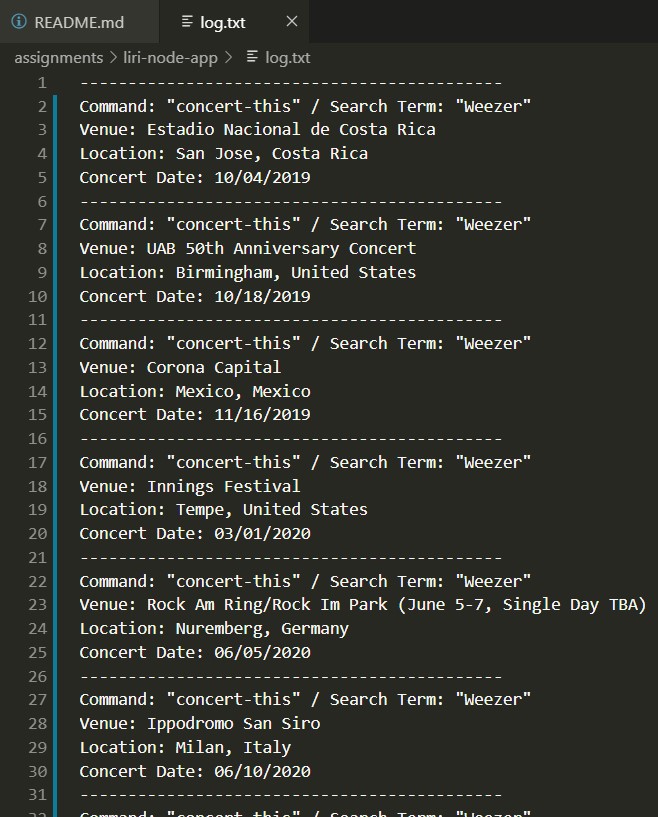 README.md log.txt
assignments > liri-node-app > log.txt
1 --------------------------------------------
2 Command: "concert-this" / Search Term: "Weezer"
3 Venue: Estadio Nacional de Costa Rica
4 Location: San Jose, Costa Rica
5 Concert Date: 10/04/2019
6 --------------------------------------------
7 Command: "concert-this" / Search Term: "Weezer"
8 Venue: UAB 50th Anniversary Concert
9 Location: Birmingham, United States
10 Concert Date: 10/18/2019
11 --------------------------------------------
12 Command: "concert-this" / Search Term: "Weezer"
13 Venue: Corona Capital
14 Location: Mexico, Mexico
15 Concert Date: 11/16/2019
16 --------------------------------------------
17 Command: "concert-this" / Search Term: "Weezer"
18 Venue: Innings Festival
19 Location: Tempe, United States
20 Concert Date: 03/01/2020
21 --------------------------------------------
22 Command: "concert-this" / Search Term: "Weezer"
23 Venue: Rock Am Ring/Rock Im Park (June 5-7, Single Day TBA)
24 Location: Nuremberg, Germany
25 Concert Date: 06/05/2020
26 --------------------------------------------
27 Command: "concert-this" / Search Term: "Weezer"
28 Venue: Ippodromo San Siro
29 Location: Milan, Italy
30 Concert Date: 06/10/2020
31 --------------------------------------------
32 Command: "concert-this" / Search Term: "Weezer"